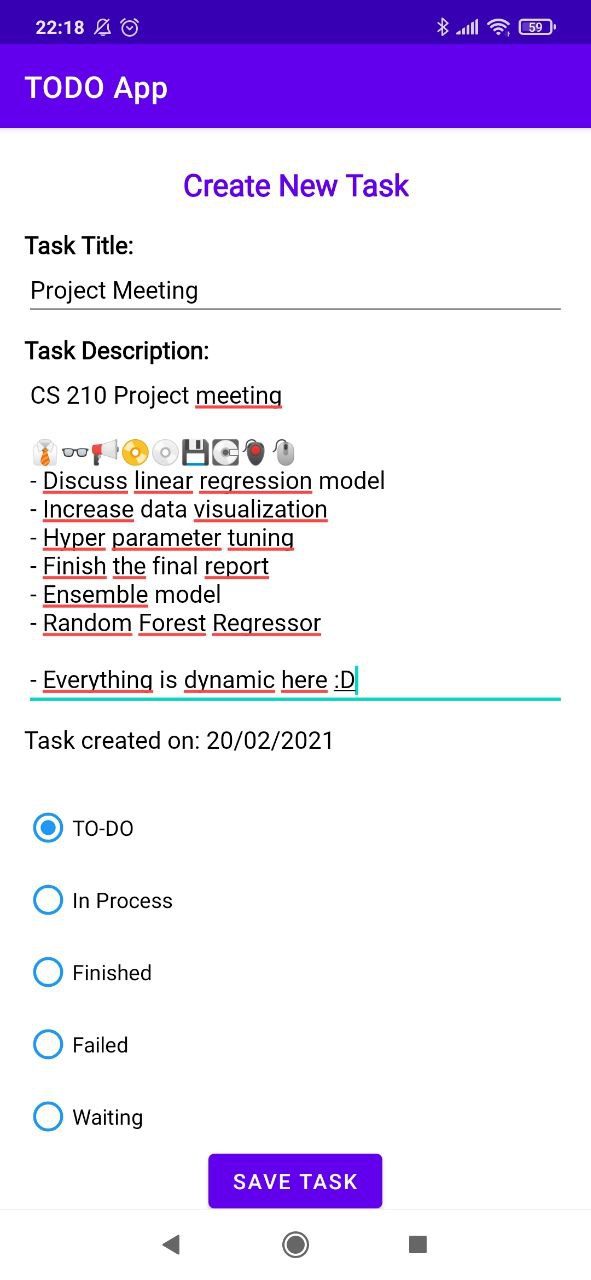 22:18
59
TODO App
Create New Task
Task Title:
Project Meeting
Task Description:
CS 210 Project meeting
👔👓📢📀💿💾💽🖲🖱
- Discuss linear regression model
- Increase data visualization
- Hyper parameter tuning
- Finish the final report
- Ensemble model
- Random Forest Regressor
- Everything is dynamic here :D
Task created on: 20/02/2021
TO-DO
In Process
Finished
Failed
Waiting
SAVE TASK